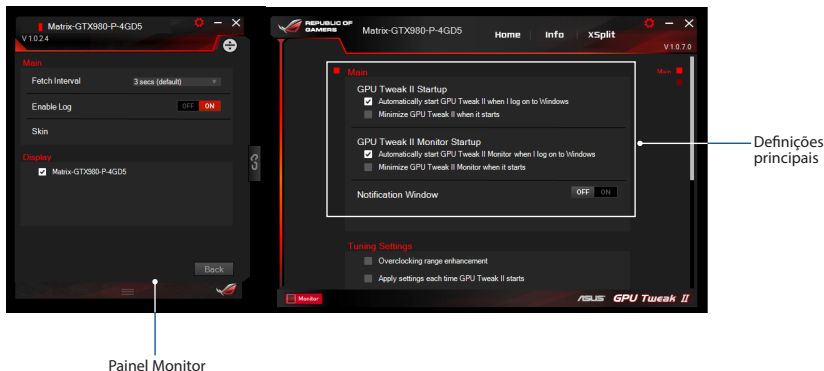 Matrix-GTX980-P-4GD5
V 1.0.2.4
Main
Fetch Interval 3 secs (default)
Enable Log OFF ON
Skin
Display
Matrix-GTX980-P-4GD5
Back
REPUBLIC OF
GAMERS
Matrix-GTX980-P-4GD5 Home Info XSplit
V 1.0.7.0
Main
Main
GPU Tweak II Startup
Automatically start GPU Tweak II when I log on to Windows
Minimize GPU Tweak II when it starts
GPU Tweak II Monitor Startup
Automatically start GPU Tweak II Monitor when I log on to Windows
Minimize GPU Tweak II Monitor when it starts
Notification Window OFF ON
Tuning Settings
Overclocking range enhancement
Apply settings each time GPU Tweak II starts
Monitor
ASUS GPU Tweak II
Definições
principais
Painel Monitor